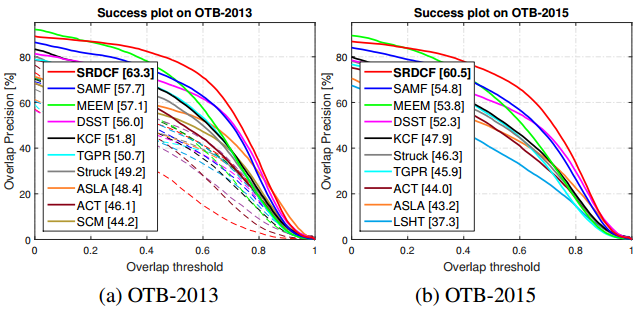 Success plot on OTB-2013
Overlap Precision [%]
80
60
40
20
0
SRDCF [63.3]
SAMF [57.7]
MEEM [57.1]
DSST [56.0]
KCF [51.8]
TGPR [50.7]
Struck [49.2]
ASLA [48.4]
ACT [46.1]
SCM [44.2]
0 0.2 0.4 0.6 0.8 1
Overlap threshold
(a) OTB-2013
Success plot on OTB-2015
Overlap Precision [%]
80
60
40
20
0
SRDCF [60.5]
SAMF [54.8]
MEEM [53.8]
DSST [52.3]
KCF [47.9]
Struck [46.3]
TGPR [45.9]
ACT [44.0]
ASLA [43.2]
LSHT [37.3]
0 0.2 0.4 0.6 0.8 1
Overlap threshold
(b) OTB-2015